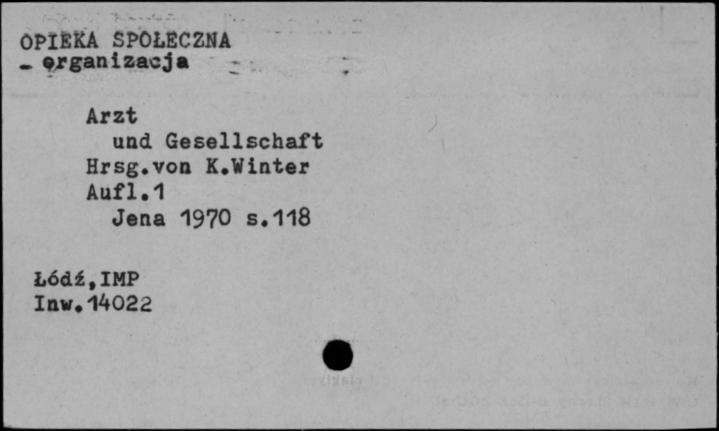 OPIEKA SPOŁECZNA
- organizacja
Arzt
und Gesellschaft
Hrsg.von K.Winter
Aufl.1
Jena 1970 s.118
Łódź,IMP
Inw.14022